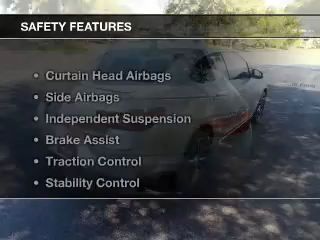 SAFETY FEATURES
• Curtain Head Airbags
• Side Airbags
• Independent Suspension
• Brake Assist
• Traction Control
• Stability Control